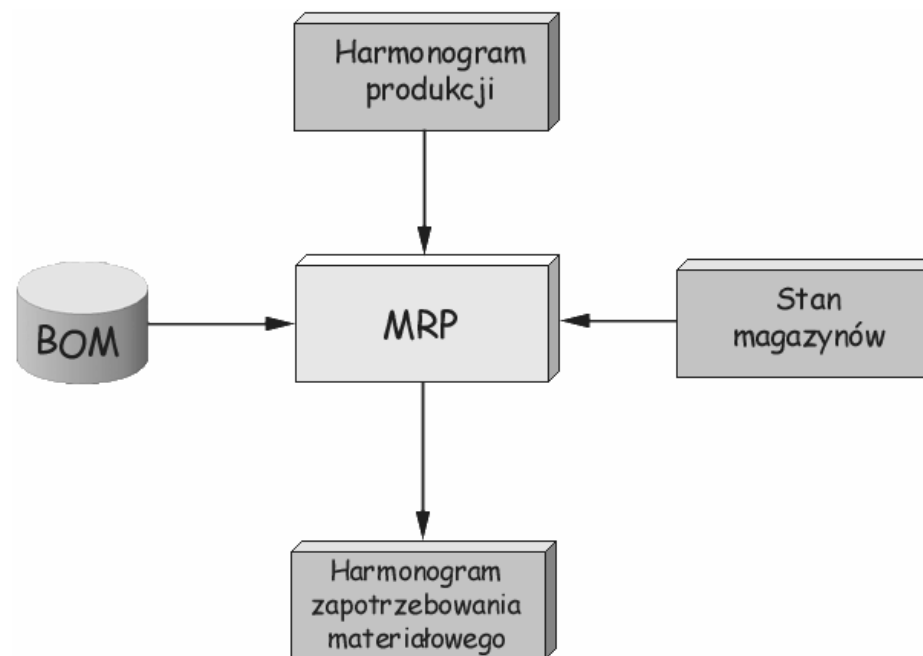 Harmonogram
produkcji
BOM
MRP
Stan
magazynów
Harmonogram
zapotrzebowania
materiałowego